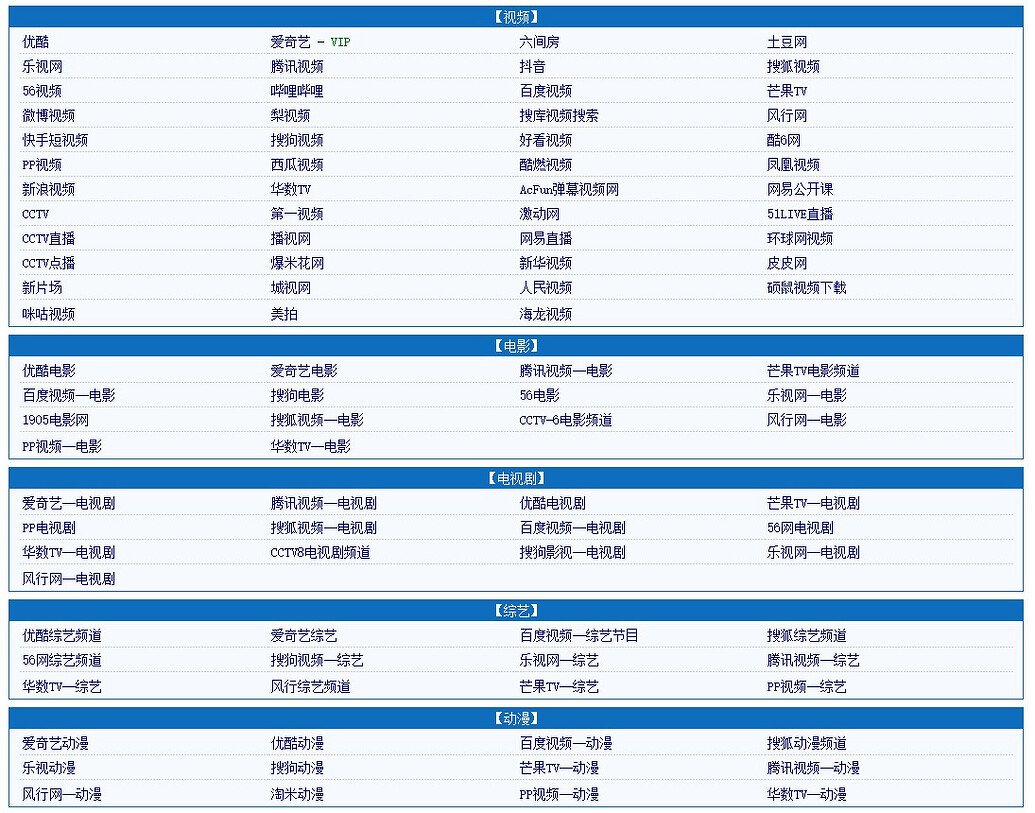 【视频】
优酷 爱奇艺 - VIP 六间房 土豆网
乐视网 腾讯视频 抖音 搜狐视频
56视频 哔哩哔哩 百度视频 芒果TV
微博视频 梨视频 搜库视频搜索 风行网
快手短视频 搜狗视频 好看视频 酷6网
PP视频 西瓜视频 酷燃视频 凤凰视频
新浪视频 华数TV AcFun弹幕视频网 网易公开课
CCTV 第一视频 激动网 51LIVE直播
CCTV直播 播视网 网易直播 环球网视频
CCTV点播 爆米花网 新华视频 皮皮网
新片场 城视网 人民视频 硕鼠视频下载
咪咕视频 美拍 海龙视频
【电影】
优酷电影 爱奇艺电影 腾讯视频—电影 芒果TV电影频道
百度视频—电影 搜狗电影 56电影 乐视网—电影
1905电影网 搜狐视频—电影 CCTV-6电影频道 风行网—电影
PP视频—电影 华数TV—电影
【电视剧】
爱奇艺—电视剧 腾讯视频—电视剧 优酷电视剧 芒果TV—电视剧
PP电视剧 搜狐视频—电视剧 百度视频—电视剧 56网电视剧
华数TV—电视剧 CCTV8电视剧频道 搜狗影视—电视剧 乐视网—电视剧
风行网—电视剧
【综艺】
优酷综艺频道 爱奇艺综艺 百度视频—综艺节目 搜狐综艺频道
56网综艺频道 搜狗视频—综艺 乐视网—综艺 腾讯视频—综艺
华数TV—综艺 风行综艺频道 芒果TV—综艺 PP视频—综艺
【动漫】
爱奇艺动漫 优酷动漫 百度视频—动漫 搜狐动漫频道
乐视动漫 搜狗动漫 芒果TV—动漫 腾讯视频—动漫
风行网—动漫 淘米动漫 PP视频—动漫 华数TV—动漫